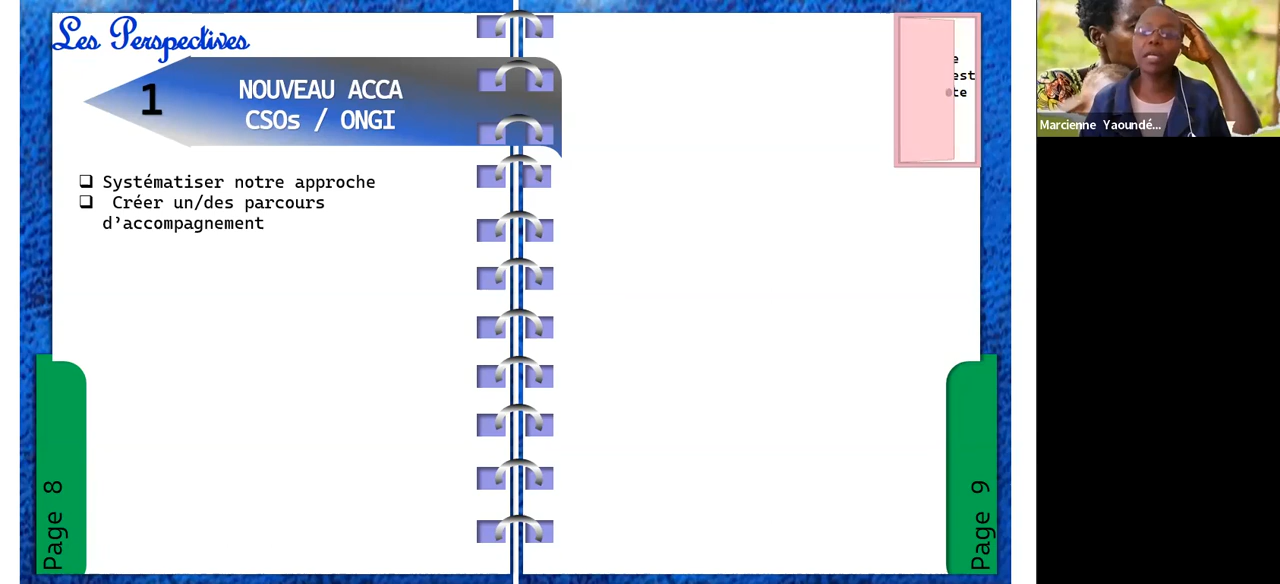 Les Perspectives
1
NOUVEAU ACCA
CSOs / ONGI
❑ Systématiser notre approche
❑ Créer un/des parcours
d’accompagnement
Page 8
est
Page 9
Marcienne Yaoundé...